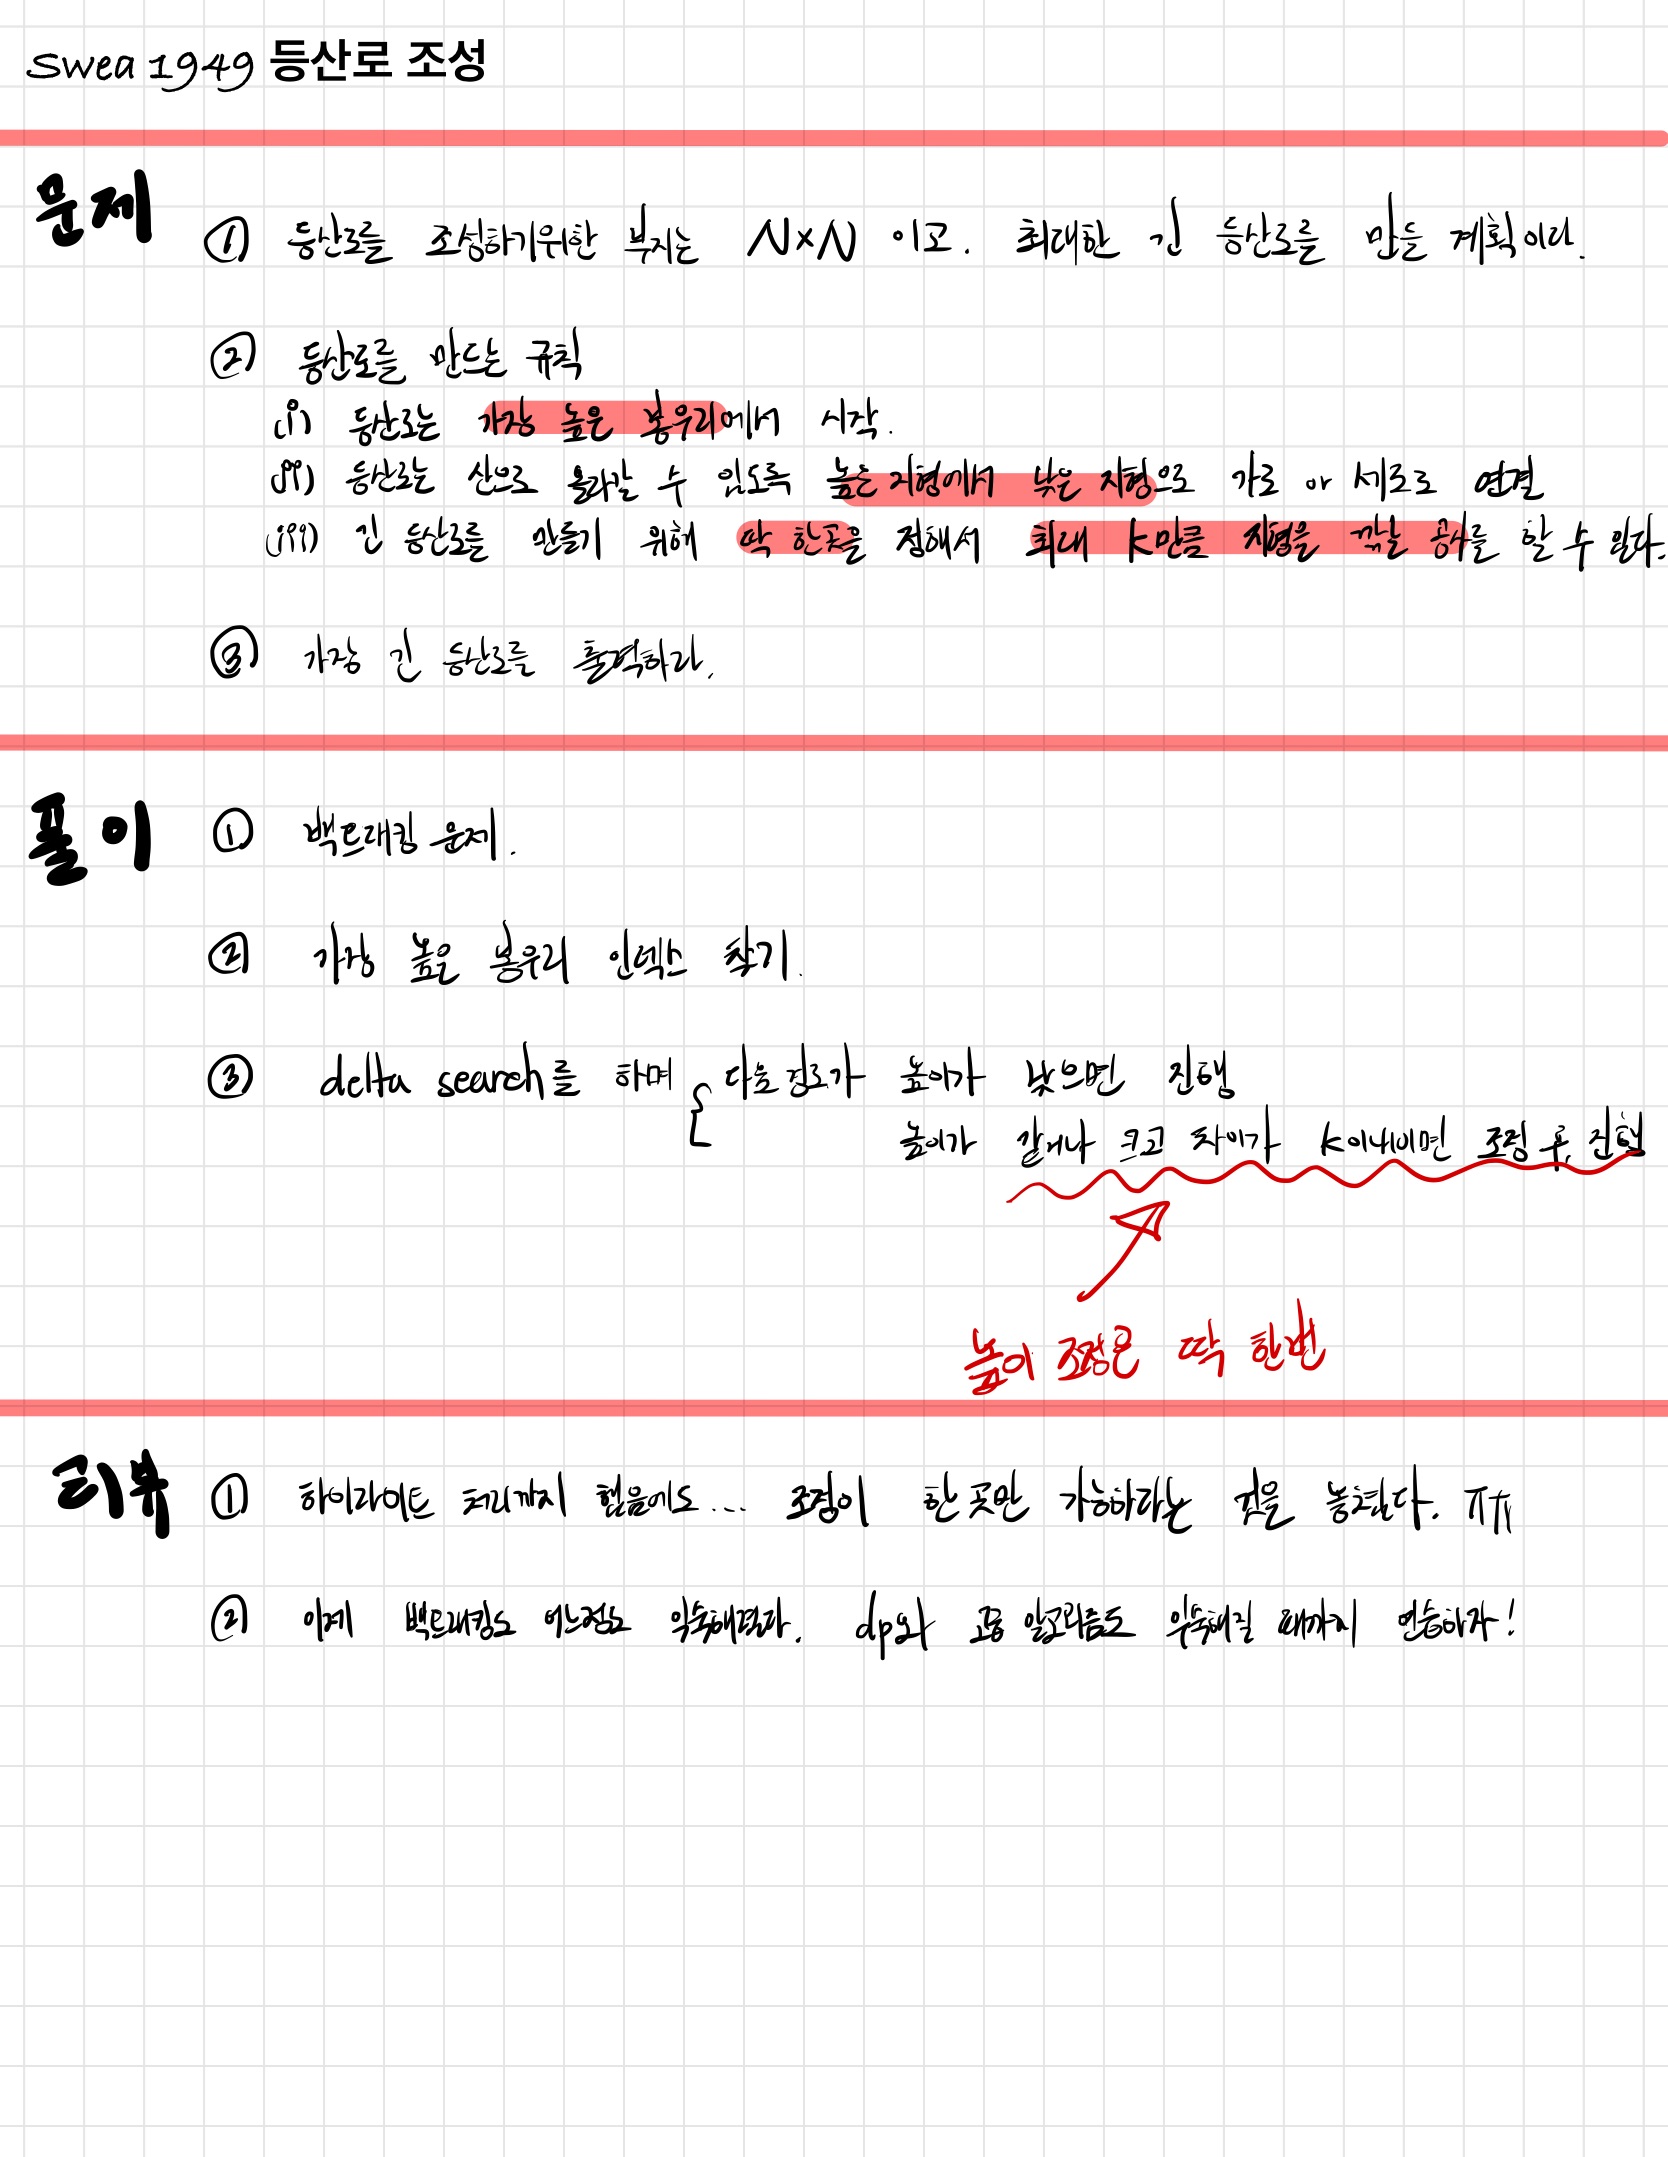 swea 1949 등산로 조성
문제
① 등산로를 조성하기위한 부지는 N×N 이고. 최대한 긴 등산로를 만들 계획이다.
② 등산로를 만드는 규칙
(i) 등산로는 가장 높은 봉우리에서 시작.
(ii) 등산로는 산으로 올라갈 수 있도록 높은 지형에서 낮은 지형으로 가로 or 세로로 연결
(iii) 긴 등산로를 만들기 위해 딱 한곳을 정해서 최대 K만큼 지형을 깎는 공사를 할 수 있다.
③ 가장 긴 등산로를 출력하라.
풀이
① 백트래킹 문제.
② 가장 높은 봉우리 인덱스 찾기.
③ delta search를 하며 { 다음경로가 높이가 낮으면 진행
높이가 같거나 크고 차이가 K이내이면 조정 후, 진행
높이 조정은 딱 한번
리뷰
① 하이라이트 처리까지 했음에도... 조정이 한 곳만 가능하다는 것을 놓쳤다. ㅠㅠ
② 이제 백트래킹도 어느정도 익숙해졌다. dp와 고급 알고리즘도 익숙해질 때까지 연습하자!